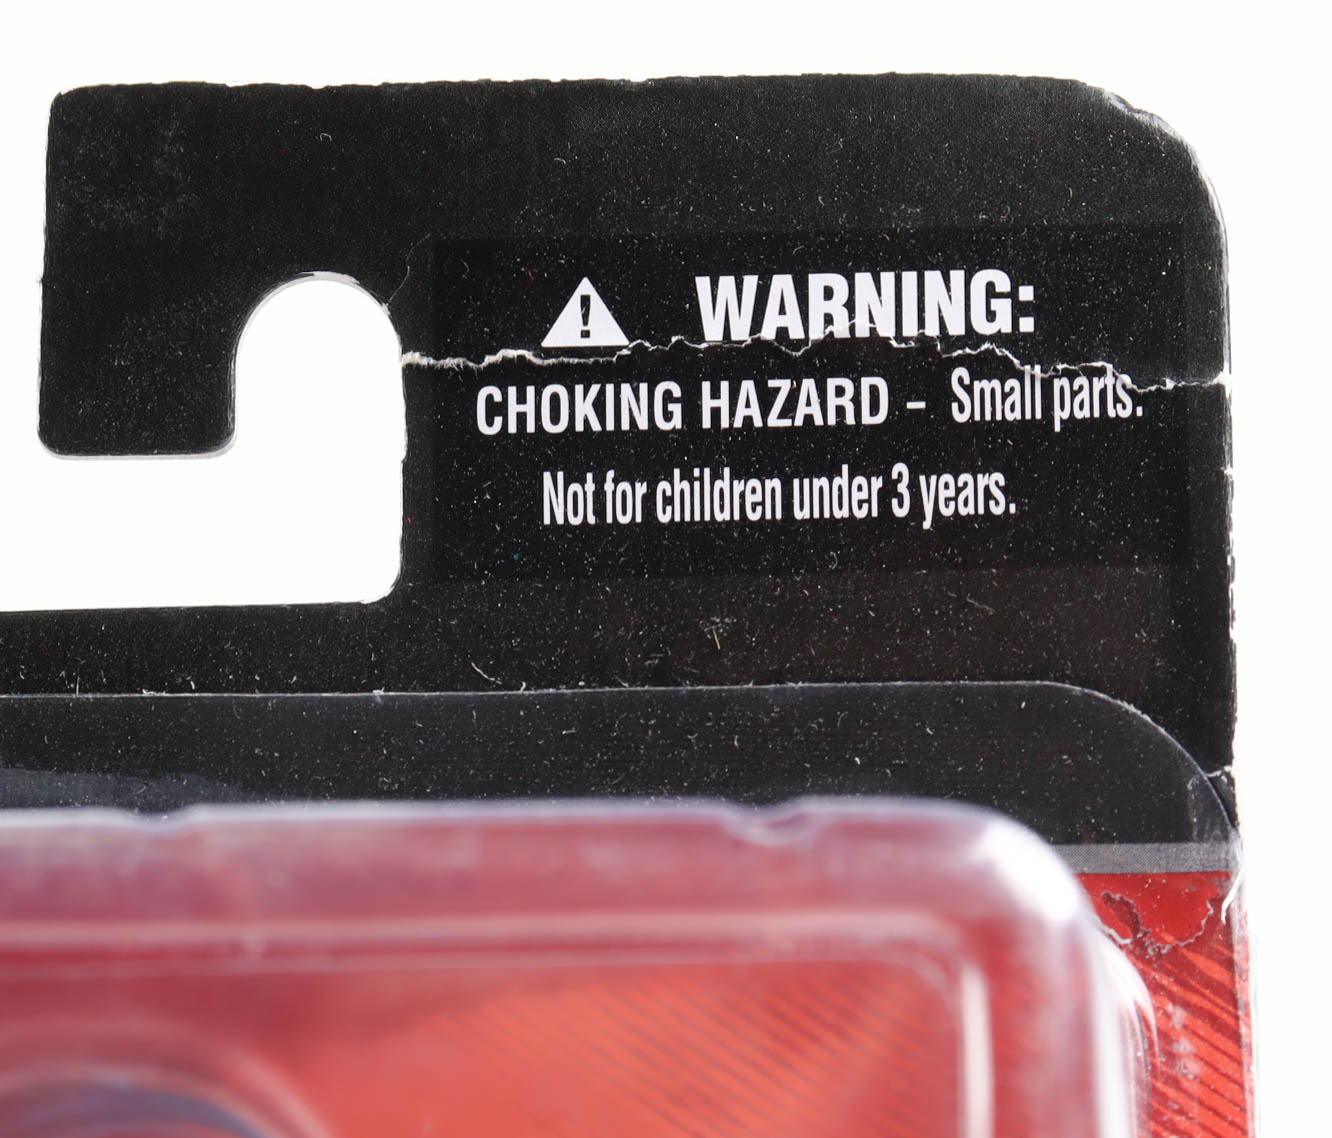 WARNING:
CHOKING HAZARD - Small parts.
Not for children under 3 years.